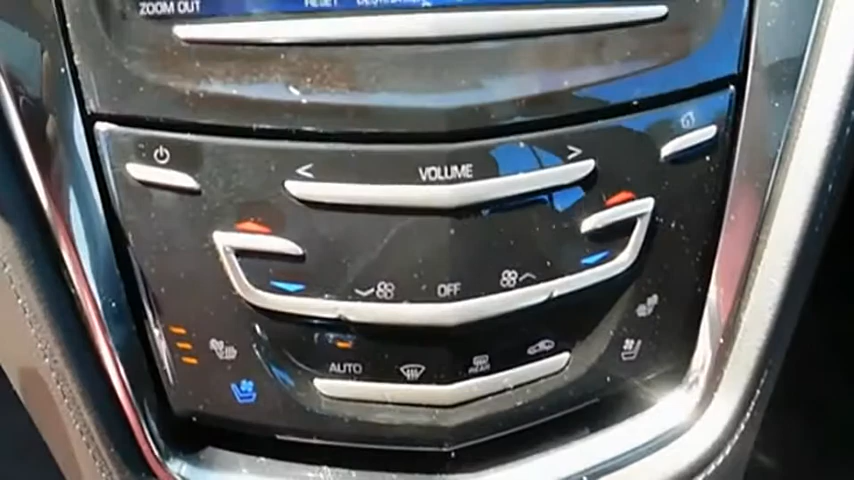 ZOOM OUT
RESET
< VOLUME >
OFF
AUTO
REAR